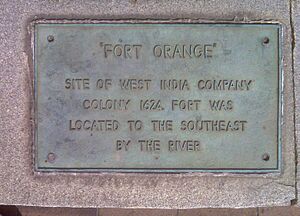 'FORT ORANGE'
SITE OF WEST INDIA COMPANY
COLONY 1624. FORT WAS
LOCATED TO THE SOUTHEAST
BY THE RIVER